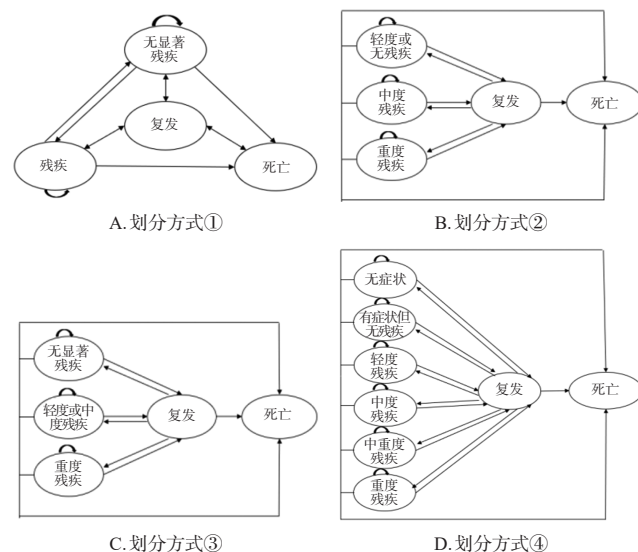 无显著
残疾
复发
残疾
死亡
A.划分方式①
轻度或
无残疾
中度
残疾
重度
残疾
复发
死亡
B.划分方式②
无显著
残疾
轻度或中
度残疾
重度
残疾
复发
死亡
C.划分方式③
无症状
有症状但
无残疾
轻度
残疾
中度
残疾
中重度
残疾
重度
残疾
复发
死亡
D.划分方式④